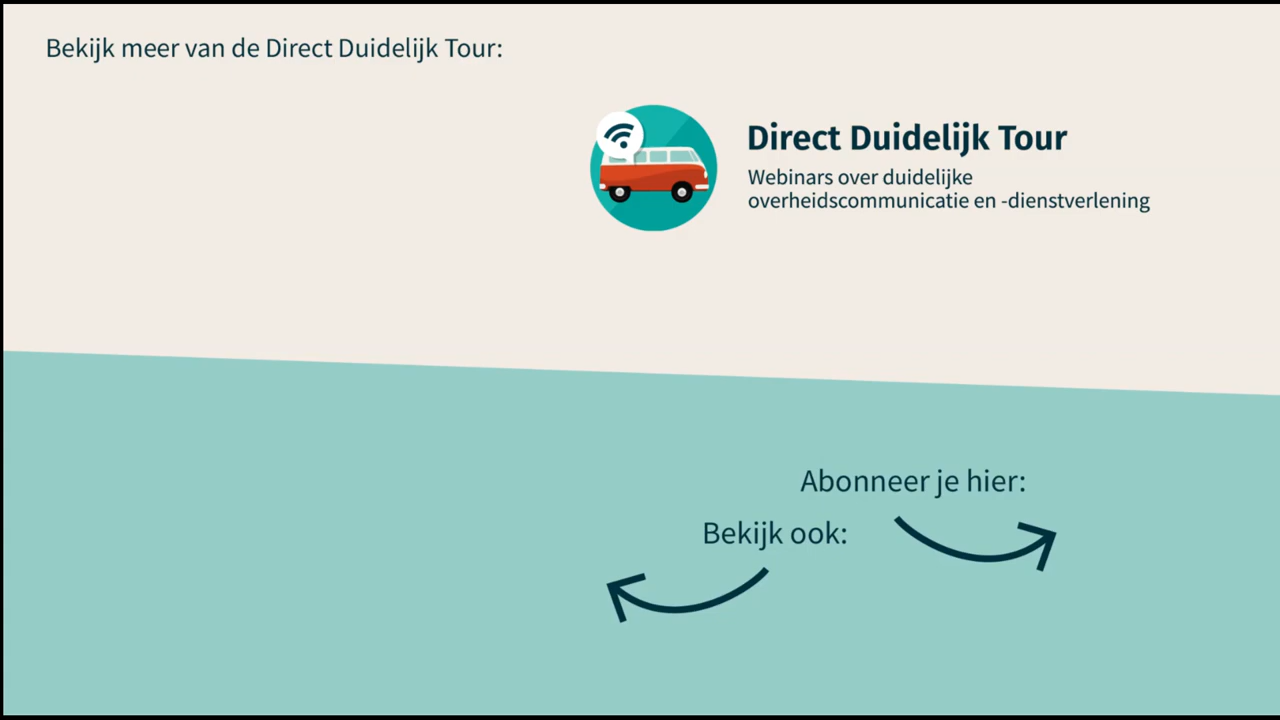 Bekijk meer van de Direct Duidelijk Tour:
Direct Duidelijk Tour
Webinars over duidelijke
overheidscommunicatie en -dienstverlening
Abonneer je hier:
Bekijk ook: